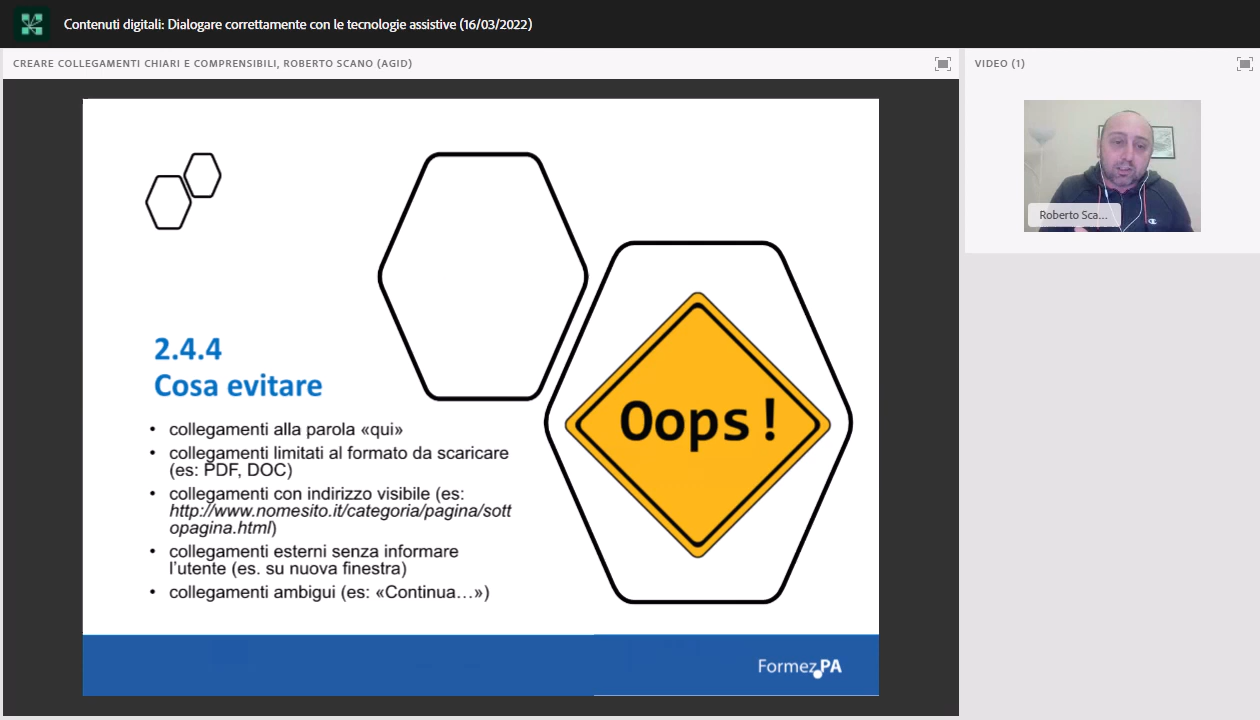 Contenuti digitali: Dialogare correttamente con le tecnologie assistive (16/03/2022)
CREARE COLLEGAMENTI CHIARI E COMPRENSIBILI, ROBERTO SCANO (AGID)
VIDEO (1)
Roberto Sca...
2.4.4
Cosa evitare
• collegamenti alla parola «qui»
• collegamenti limitati al formato da scaricare
(es: PDF, DOC)
• collegamenti con indirizzo visibile (es:
http://www.nomesito.it/categoria/pagina/sott
opagina.html)
• collegamenti esterni senza informare
l’utente (es. su nuova finestra)
• collegamenti ambigui (es: «Continua…»)
Oops!
FormezPA